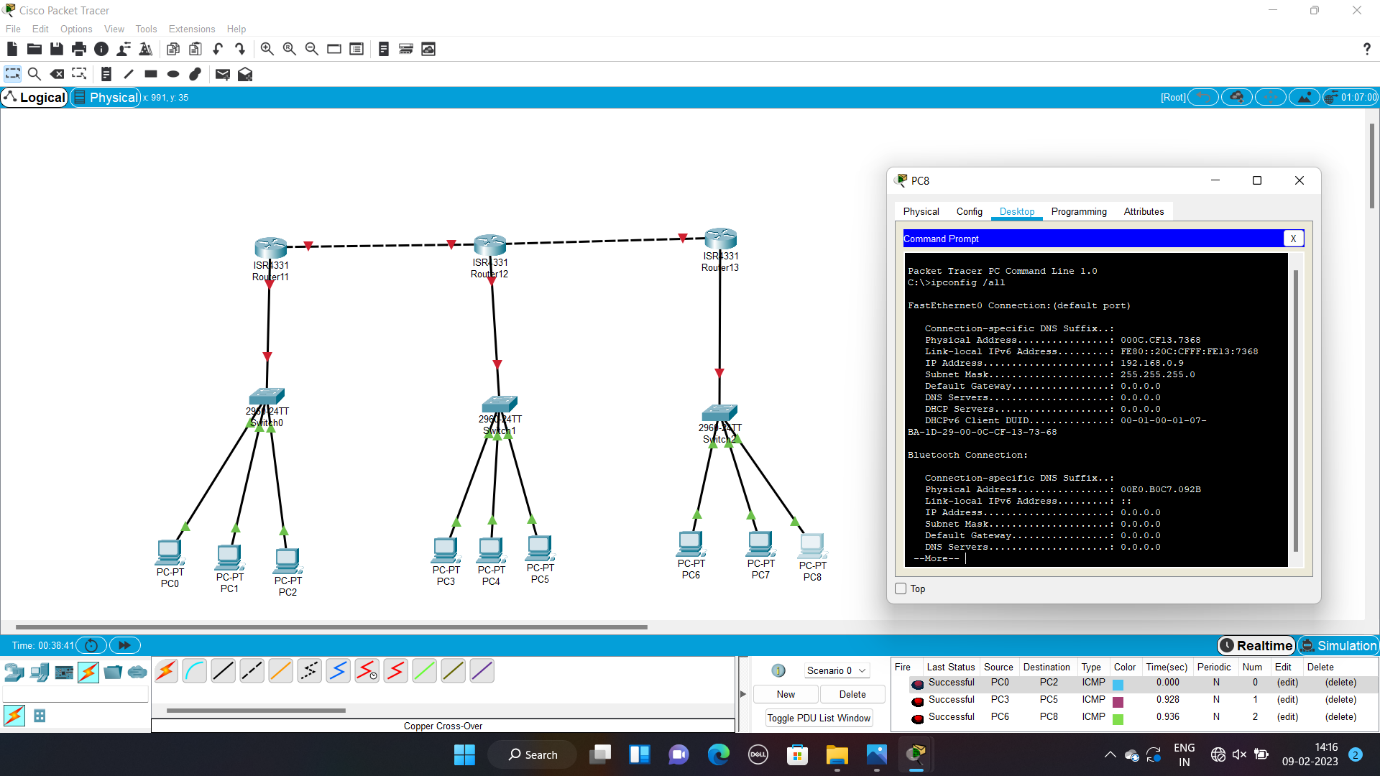 Cisco Packet Tracer
File Edit Options View Tools Extensions Help
?
Logical Physical x: 991, y: 35 [Root] 01:07:00
ISR4331
Router11
ISR4331
Router12
ISR4331
Router13
2960-24TT
Switch0
2960-24TT
Switch1
2960-24TT
Switch2
PC-PT
PC0
PC-PT
PC1
PC-PT
PC2
PC-PT
PC3
PC-PT
PC4
PC-PT
PC5
PC-PT
PC6
PC-PT
PC7
PC-PT
PC8
PC8
Physical Config Desktop Programming Attributes
Command Prompt X
Packet Tracer PC Command Line 1.0
C:\>ipconfig /all
FastEthernet0 Connection:(default port)
Connection-specific DNS Suffix..:
Physical Address................: 000C.CF13.7368
Link-local IPv6 Address.........: FE80::20C:CFFF:FE13:7368
IP Address......................: 192.168.0.9
Subnet Mask.....................: 255.255.255.0
Default Gateway.................: 0.0.0.0
DNS Servers.....................: 0.0.0.0
DHCP Servers....................: 0.0.0.0
DHCPv6 Client DUID..............: 00-01-00-01-07-
BA-1D-29-00-0C-CF-13-73-68
Bluetooth Connection:
Connection-specific DNS Suffix..:
Physical Address................: 00E0.B0C7.092B
Link-local IPv6 Address.........: ::
IP Address......................: 0.0.0.0
Subnet Mask.....................: 0.0.0.0
Default Gateway.................: 0.0.0.0
DNS Servers.....................: 0.0.0.0
--More--
Top
Time: 00:38:41 Realtime Simulation
Scenario 0
New Delete
Toggle PDU List Window
Copper Cross-Over
Fire Last Status Source Destination Type Color Time(sec) Periodic Num Edit Delete
Successful PC0 PC2 ICMP 0.000 N 0 (edit) (delete)
Successful PC3 PC5 ICMP 0.928 N 1 (edit) (delete)
Successful PC6 PC8 ICMP 0.936 N 2 (edit) (delete)
Search
DELL
ENG
IN
14:16
09-02-2023
2